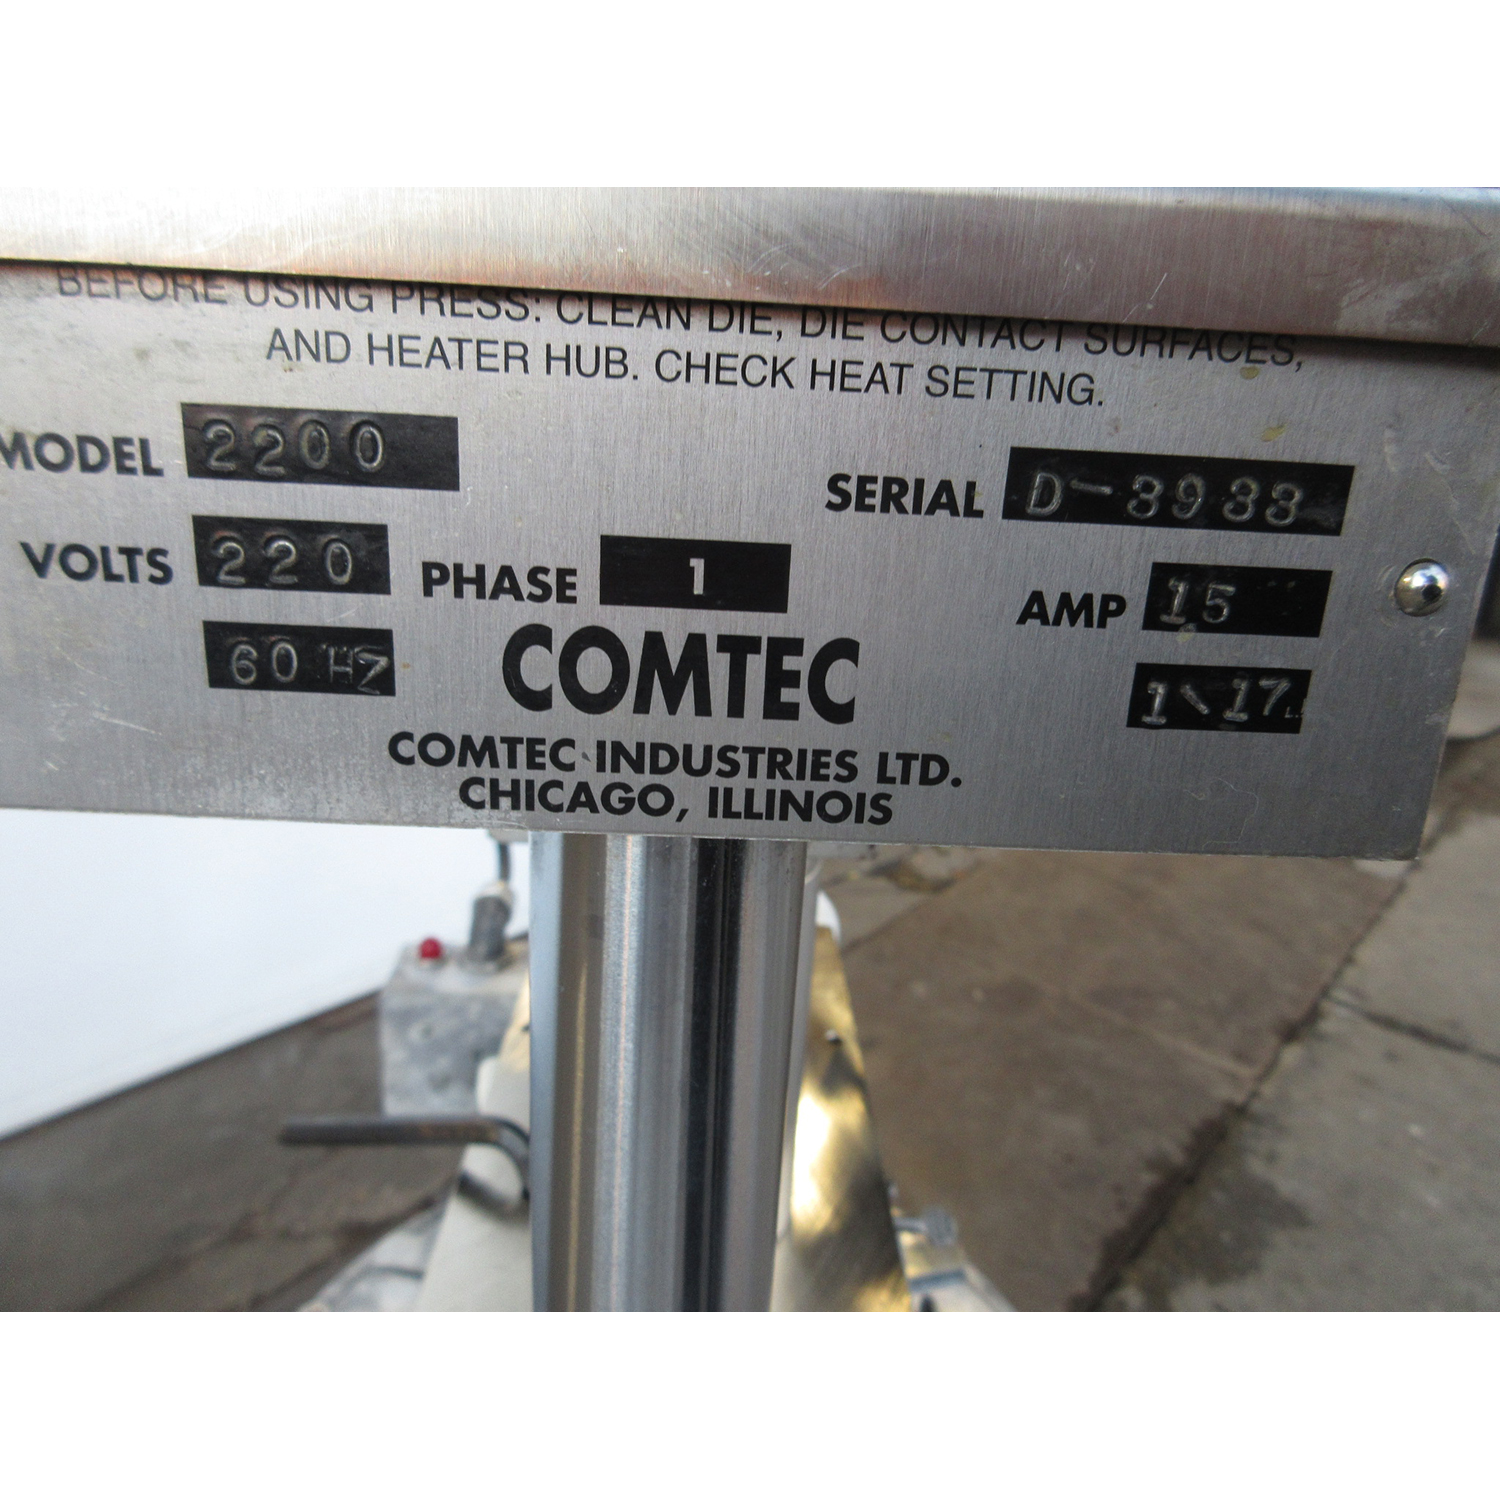 BEFORE USING PRESS: CLEAN DIE, DIE CONTACT SURFACES,
AND HEATER HUB. CHECK HEAT SETTING.
MODEL 2200
SERIAL D-3933
VOLTS 220 PHASE 1
AMP 15
60 HZ
1\17
COMTEC
COMTEC INDUSTRIES LTD.
CHICAGO, ILLINOIS